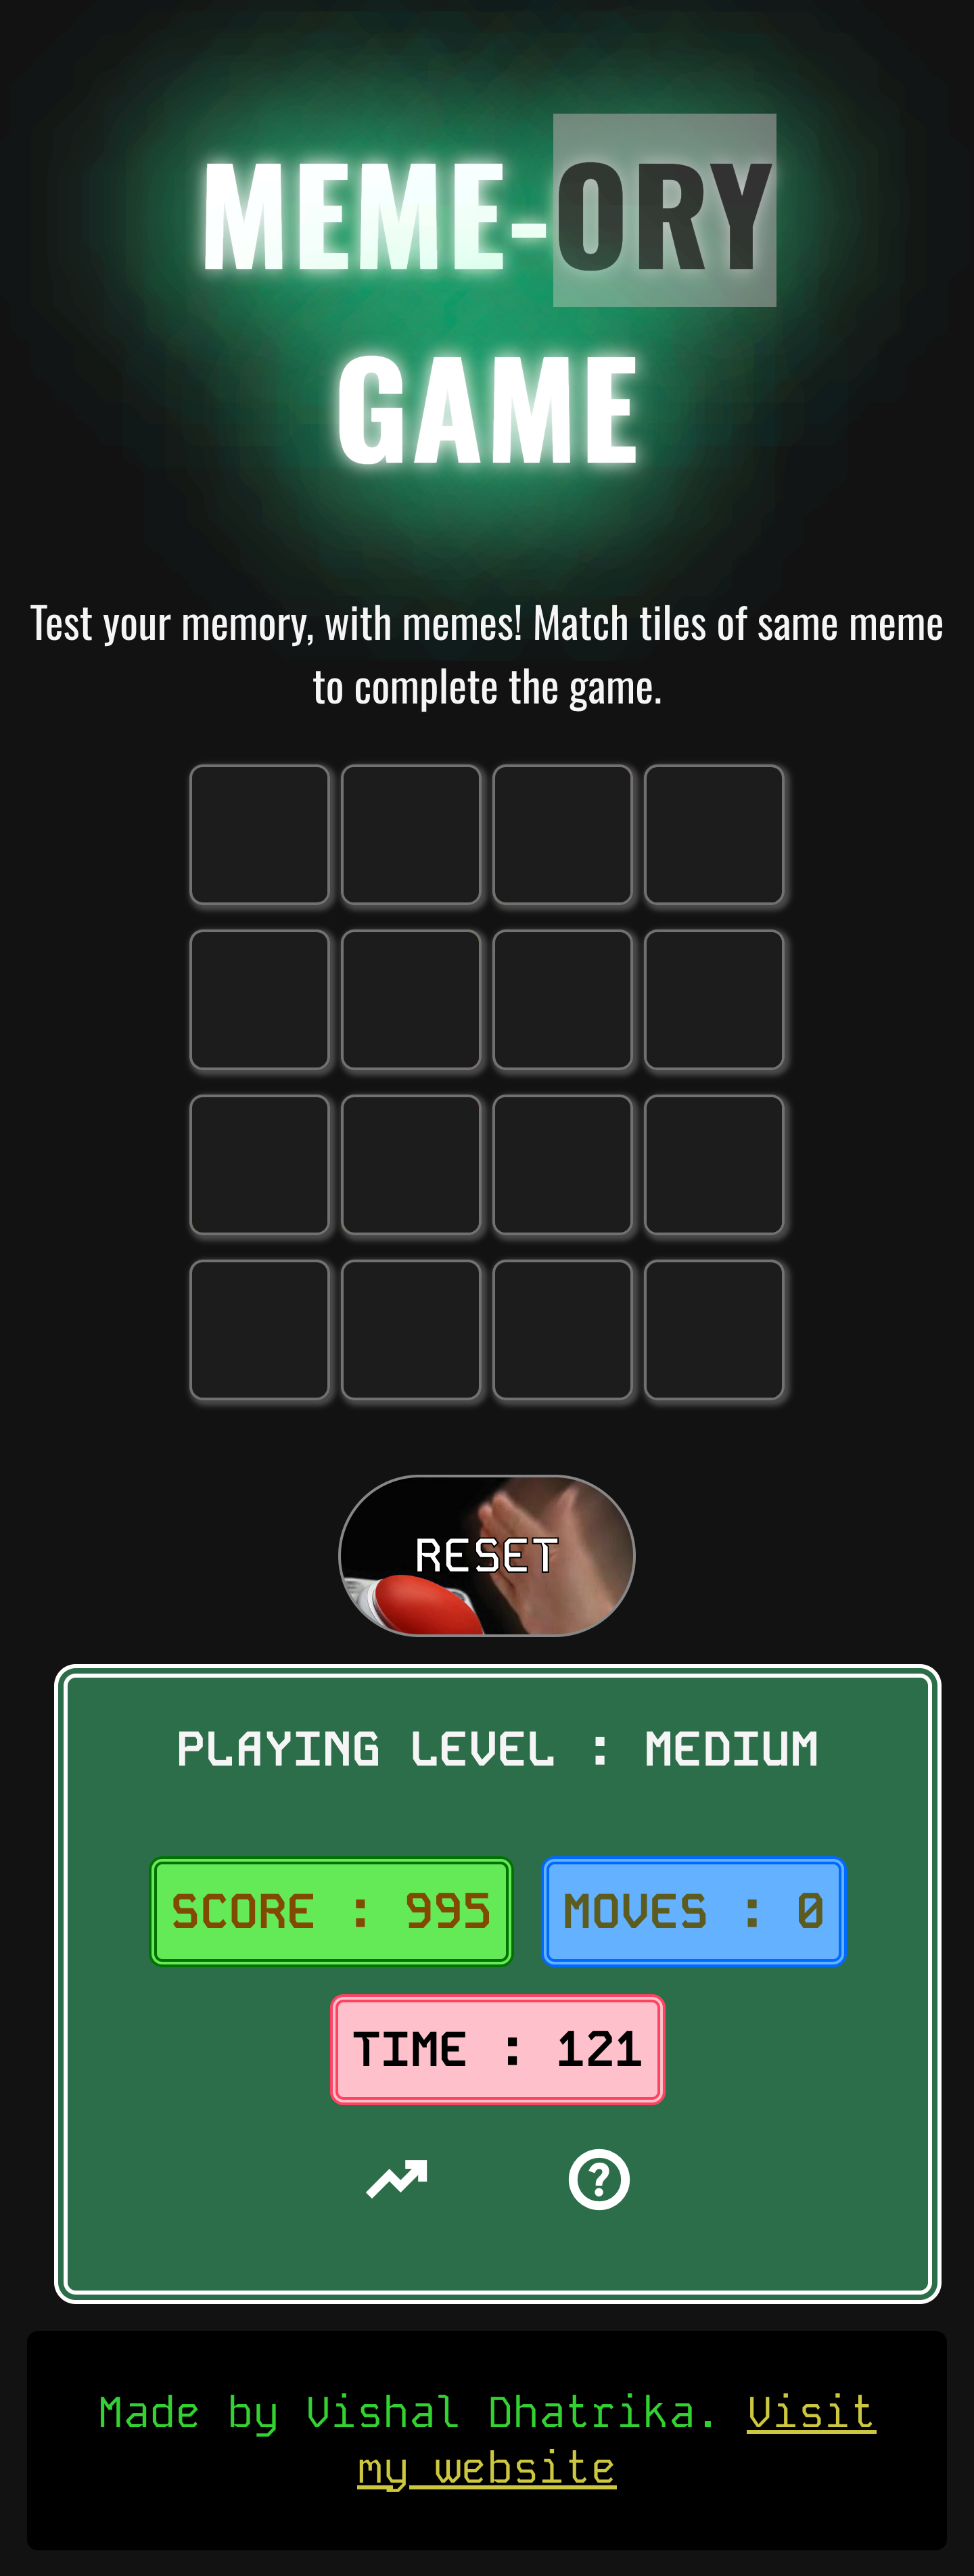 MEME-ORY
GAME
Test your memory, with memes! Match tiles of same meme
to complete the game.
RESET
PLAYING LEVEL : MEDIUM
SCORE : 995
MOVES : 0
TIME : 121
Made by Vishal Dhatrika. Visit
my website